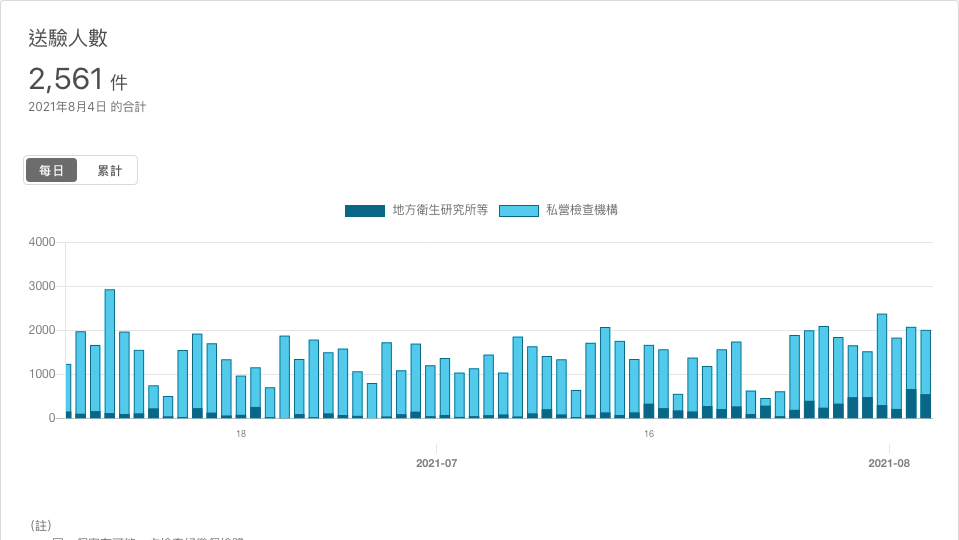 送驗人數
2,561 件
2021年8月4日 的合計
每日 累計
地方衛生研究所等 私營檢查機構
4000
3000
2000
1000
0
18 16
2021-07 2021-08
(註)